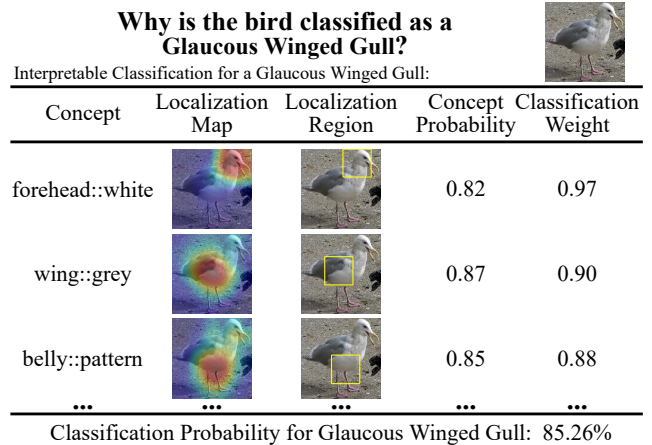 Why is the bird classified as a
Glaucous Winged Gull?
Interpretable Classification for a Glaucous Winged Gull:
Concept Localization Map Localization Region Concept Probability Classification Weight
forehead::white 0.82 0.97
wing::grey 0.87 0.90
belly::pattern 0.85 0.88
... ... ... ... ...
Classification Probability for Glaucous Winged Gull: 85.26%